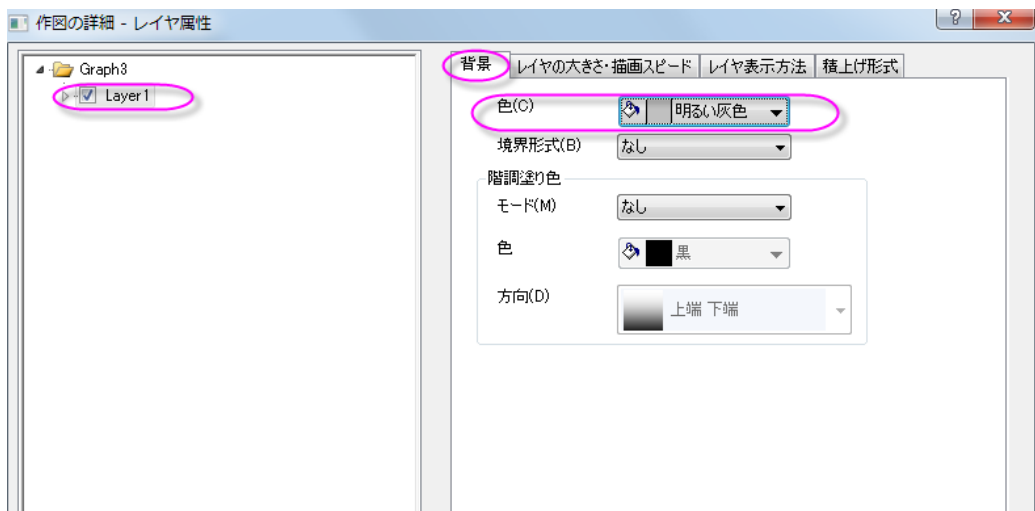 作図の詳細 - レイヤ属性
?
Graph3
Layer1
背景 レイヤの大きさ・描画スピード レイヤ表示方法 積上げ形式
色(C) 明るい灰色
境界形式(B) なし
階調塗り色
モード(M) なし
色 黒
方向(D) 上端 下端